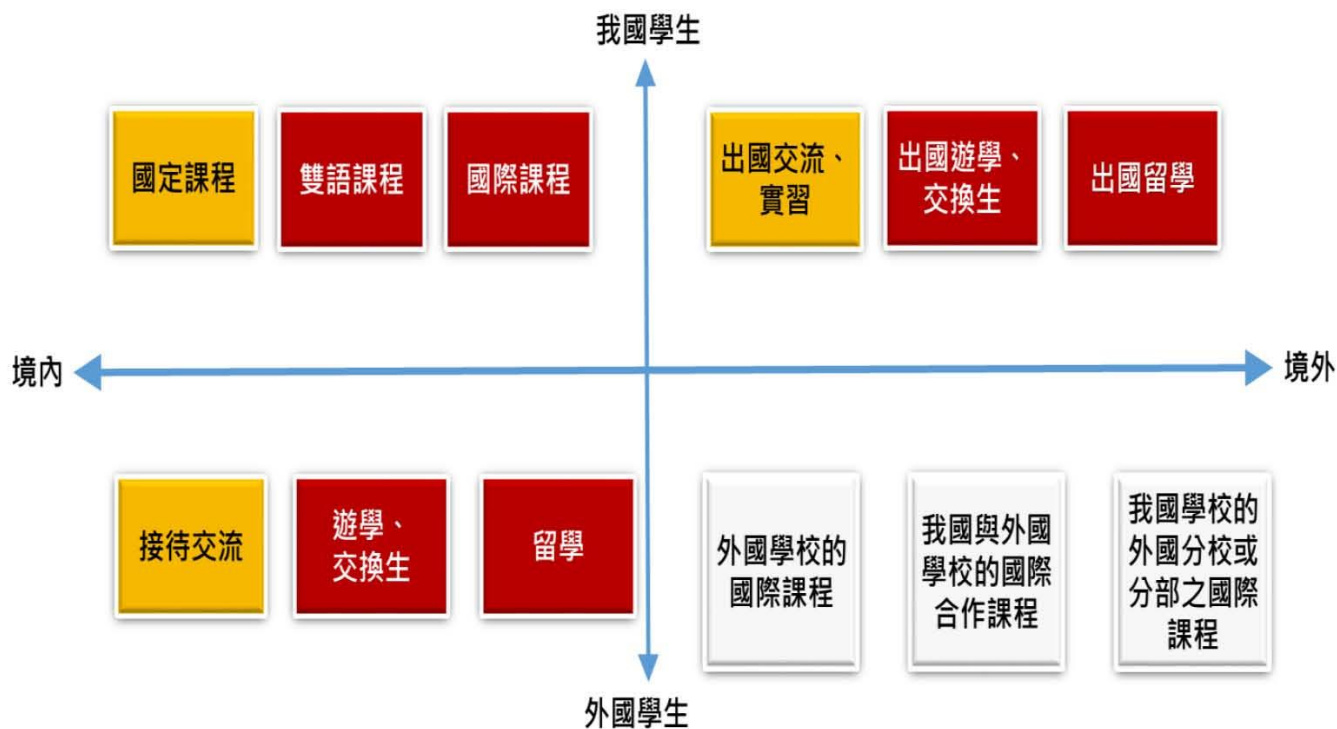 我國學生
國定課程
雙語課程
國際課程
出國交流、
實習
出國遊學、
交換生
出國留學
境內
境外
接待交流
遊學、
交換生
留學
外國學校的
國際課程
我國與外國
學校的國際
合作課程
我國學校的
外國分校或
分部之國際
課程
外國學生